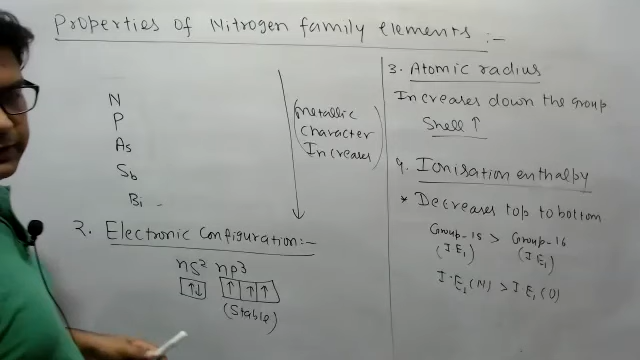 Properties of Nitrogen family elements :-
N
P
As
Sb
Bi
(Metallic
Character
Increases)
2. Electronic Configuration:-
ns² np³
↑↓ ↑ ↑ ↑
(Stable)
3. Atomic radius
Increases down the group
Shell ↑
4. Ionisation enthalpy
* Decreases top to bottom
Group-15 > Group-16
(IE₁) (IE₁)
I.E₁(N) > I E₁(O)